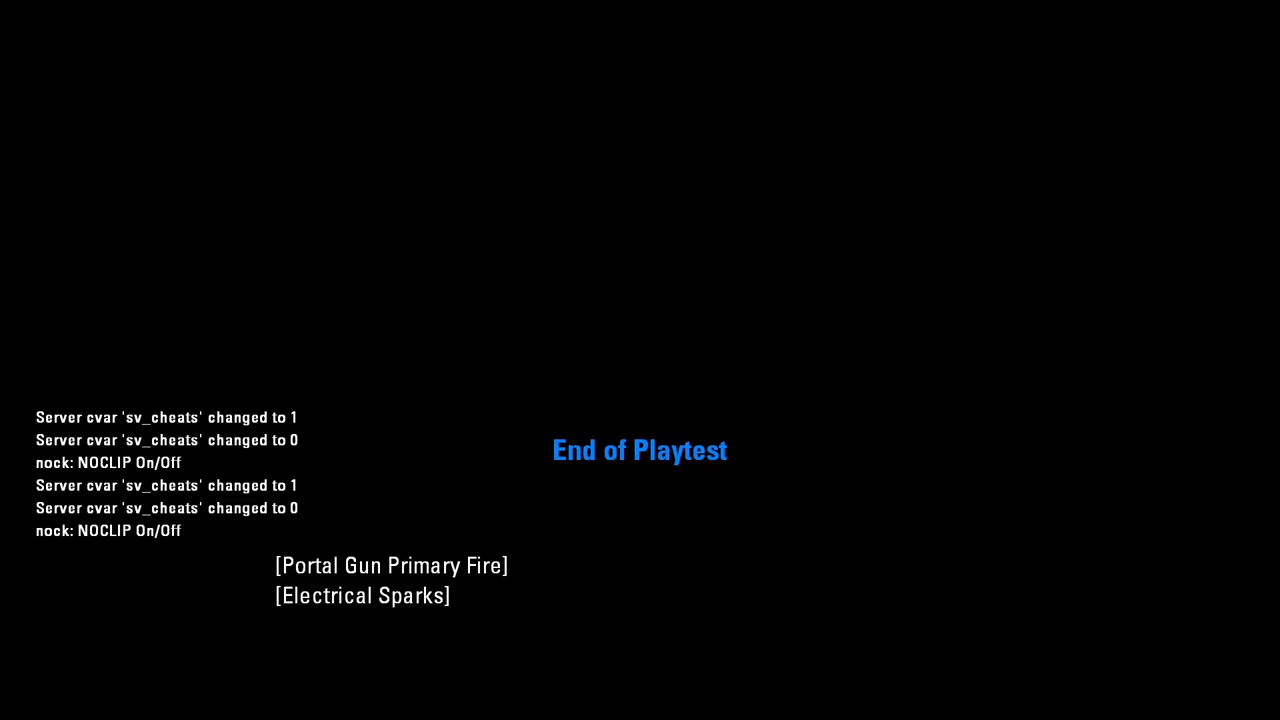 Server cvar 'sv_cheats' changed to 1
Server cvar 'sv_cheats' changed to 0
nock: NOCLIP On/Off
Server cvar 'sv_cheats' changed to 1
Server cvar 'sv_cheats' changed to 0
nock: NOCLIP On/Off
End of Playtest
[Portal Gun Primary Fire]
[Electrical Sparks]